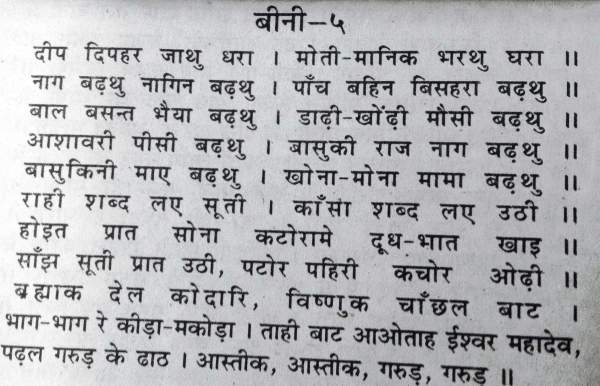 बीनी-५
दीप दिपहर जाथु धरा । मोती-मानिक भरथु घरा ॥
नाग बढ़थु नागिन बढ़थु । पाँच बहिन बिसहरा बढ़थु ॥
बाल बसन्त भैया बढ़थु । डाढ़ी-खोंढ़ी मौसी बढ़थु ॥
आशावरी पीसी बढ़थु । बासुकी राज नाग बढ़थु ॥
बासुकिनी माए बढ़थु । खोना-मोना मामा बढ़थु ॥
राही शब्द लए सूती । काँसा शब्द लए उठी ॥
होइत प्रात सोना कटोरामे दूध-भात खाइ ॥
साँझ सूती प्रात उठी, पटोर पहिरी कचोर ओढ़ी ॥
ब्रह्माक देल कोदारि, विष्णुक चाँछल बाट ।
भाग-भाग रे कीड़ा-मकोड़ा । ताही बाट आओताह ईश्वर महादेव,
पढ़ल गरुड़ के ढाठ । आस्तीक, आस्तीक, गरुड़, गरुड़ ॥